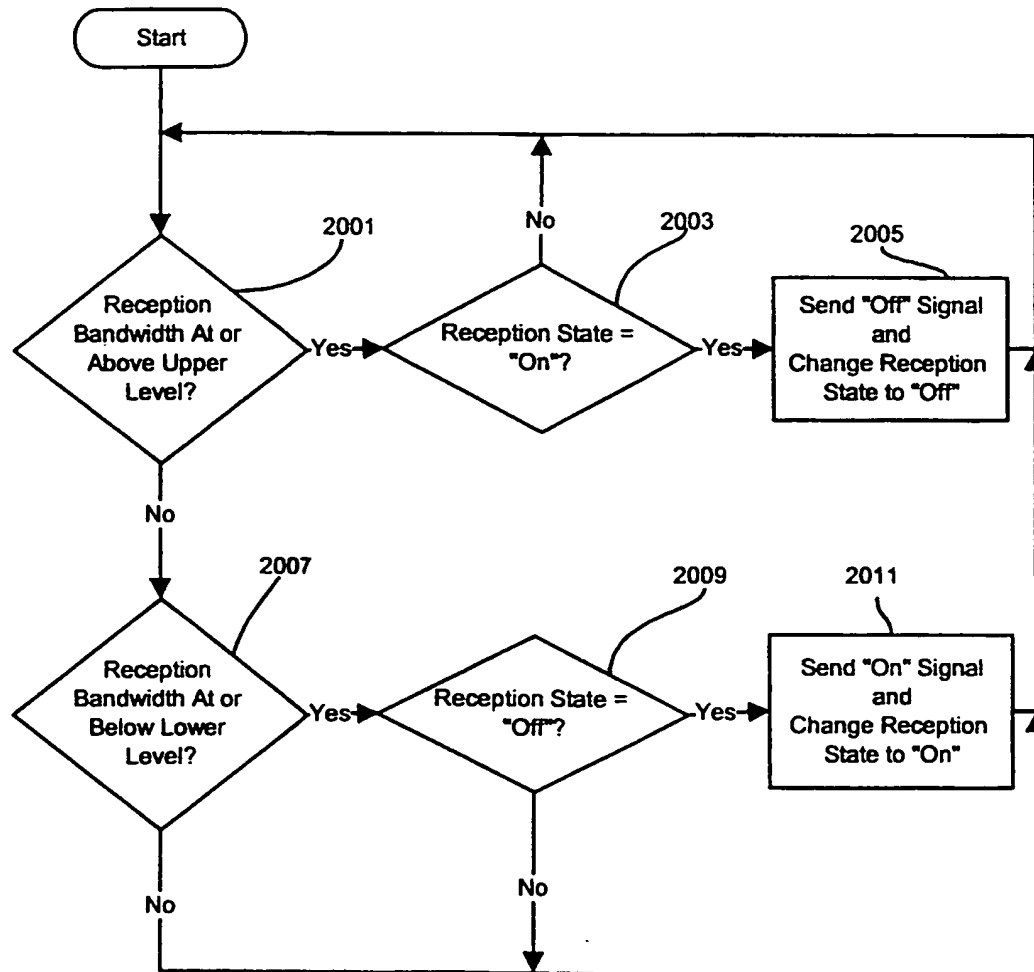 Start
No
2001
2003
2005
Reception
Bandwidth At or
Above Upper
Level?
Yes
Reception State =
"On"?
Yes
Send "Off" Signal
and
Change Reception
State to "Off"
No
2007
2009
2011
Reception
Bandwidth At or
Below Lower
Level?
Yes
Reception State =
"Off"?
Yes
Send "On" Signal
and
Change Reception
State to "On"
No
No